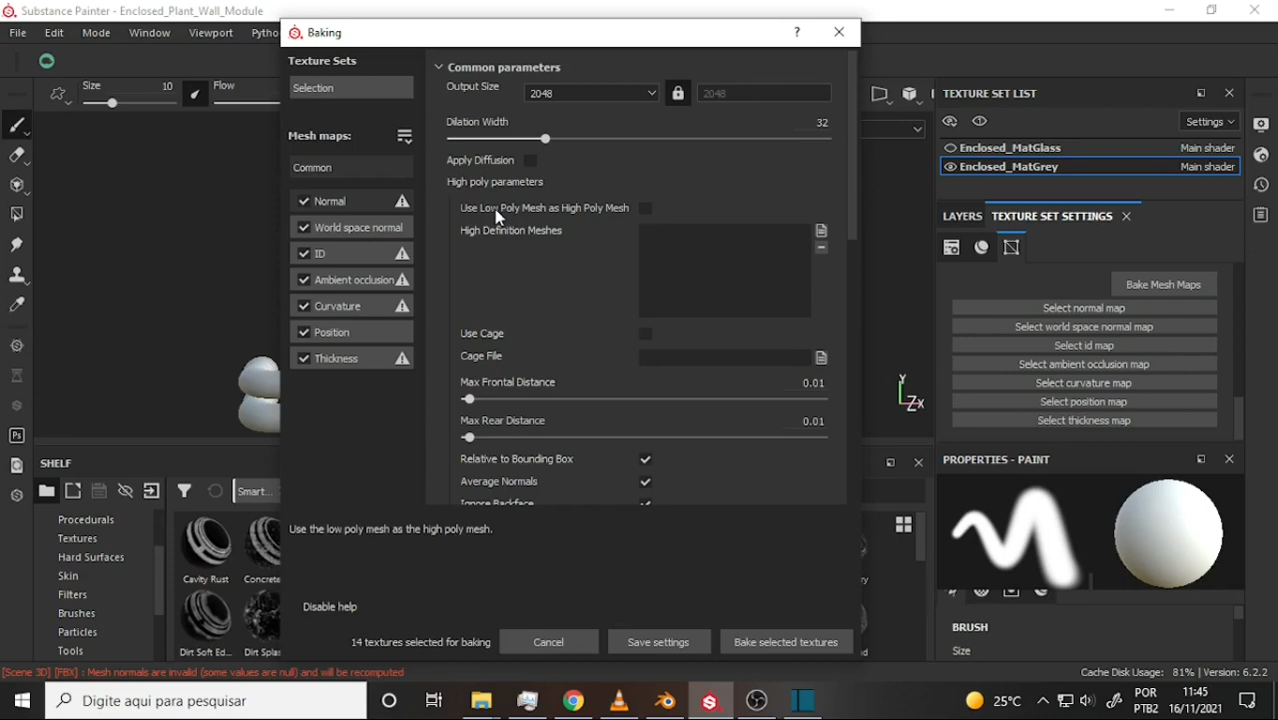 Substance Painter - Enclosed_Plant_Wall_Module
File Edit Mode Window Viewport Pytho
Size 10 Flow
Baking ?
Texture Sets
Selection
Mesh maps:
Common
Normal
World space normal
ID
Ambient occlusion
Curvature
Position
Thickness
Common parameters
Output Size 2048 2048
Dilation Width 32
Apply Diffusion
High poly parameters
Use Low Poly Mesh as High Poly Mesh
High Definition Meshes
Use Cage
Cage File
Max Frontal Distance 0.01
Max Rear Distance 0.01
Relative to Bounding Box
Average Normals
Ignore Backface
Use the low poly mesh as the high poly mesh.
Disable help
14 textures selected for baking Cancel Save settings Bake selected textures
Y
Z X
TEXTURE SET LIST
Settings
Enclosed_MatGlass Main shader
Enclosed_MatGrey Main shader
LAYERS TEXTURE SET SETTINGS
Bake Mesh Maps
Select normal map
Select world space normal map
Select id map
Select ambient occlusion map
Select curvature map
Select position map
Select thickness map
PROPERTIES - PAINT
BRUSH
Size
SHELF
Smart...
Procedurals
Textures
Hard Surfaces
Skin
Filters
Brushes
Particles
Tools
Cavity Rust Concrete
Dirt Soft Ed... Dirt Splas
Ps
[Scene 3D] [FBX] : Mesh normals are invalid (some values are null) and will be recomputed
Cache Disk Usage: 81% | Version: 6.2.2
Digite aqui para pesquisar
25°C
POR
PTB2
11:45
16/11/2021